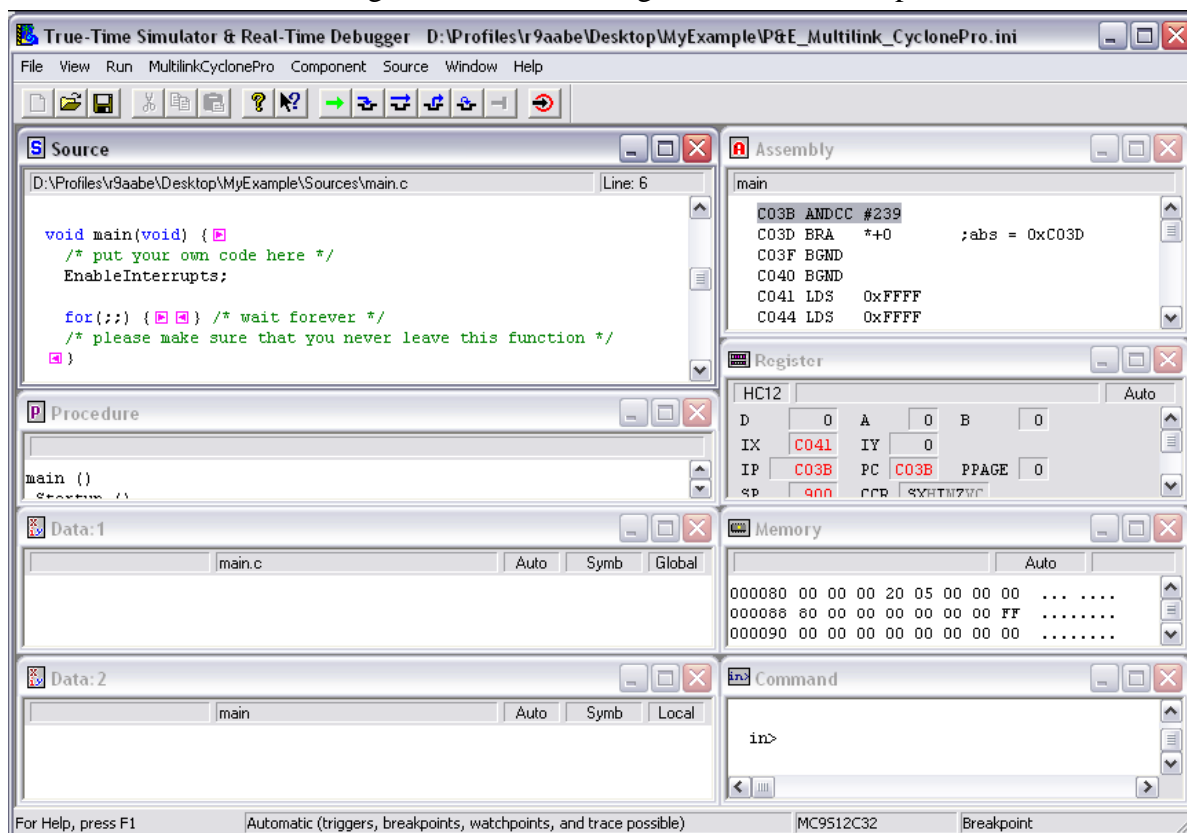 True-Time Simulator & Real-Time Debugger D:\Profiles\r9aabe\Desktop\MyExample\P&E_Multilink_CyclonePro.ini
File View Run MultilinkCyclonePro Component Source Window Help
Source
D:\Profiles\r9aabe\Desktop\MyExample\Sources\main.c Line: 6
void main(void) {
/* put your own code here */
EnableInterrupts;
for(;;) { } /* wait forever */
/* please make sure that you never leave this function */
}
Assembly
main
C03B ANDCC #239
C03D BRA *+0 ;abs = 0xC03D
C03F BGND
C040 BGND
C041 LDS 0xFFFF
C044 LDS 0xFFFF
Register
HC12 Auto
D 0 A 0 B 0
IX C041 IY 0
IP C03B PC C03B PPAGE 0
SP 900 CCR SXHINZVC
Procedure
main ()
_Startup ()
Data:1
main.c Auto Symb Global
Memory
Auto
000080 00 00 00 20 05 00 00 00 ... ....
000088 80 00 00 00 00 00 00 FF ........
000090 00 00 00 00 00 00 00 00 ........
Data:2
main Auto Symb Local
Command
in>
For Help, press F1 Automatic (triggers, breakpoints, watchpoints, and trace possible) MC9S12C32 Breakpoint